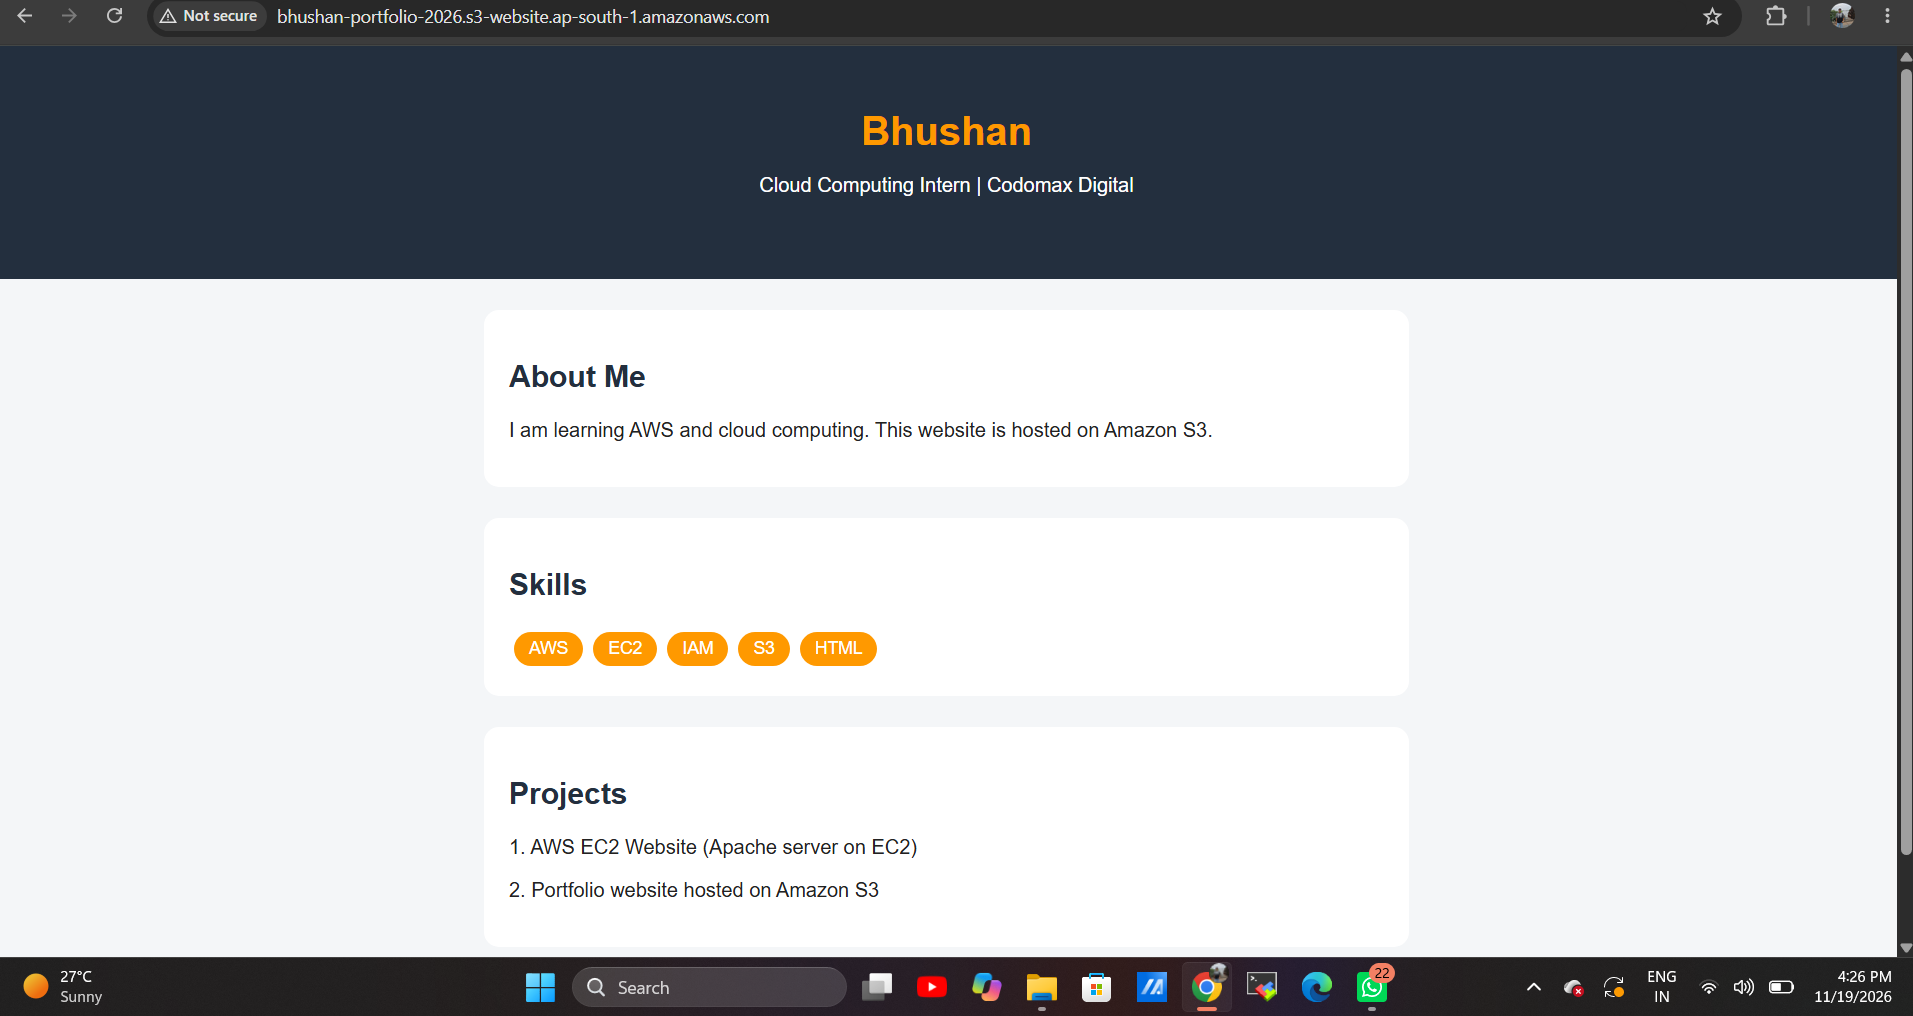 Not secure
bhushan-portfolio-2026.s3-website.ap-south-1.amazonaws.com
Bhushan
Cloud Computing Intern | Codomax Digital
About Me
I am learning AWS and cloud computing. This website is hosted on Amazon S3.
Skills
AWS EC2 IAM S3 HTML
Projects
1. AWS EC2 Website (Apache server on EC2)
2. Portfolio website hosted on Amazon S3
27°C
Sunny
Search
22
ENG
IN
4:26 PM
11/19/2026